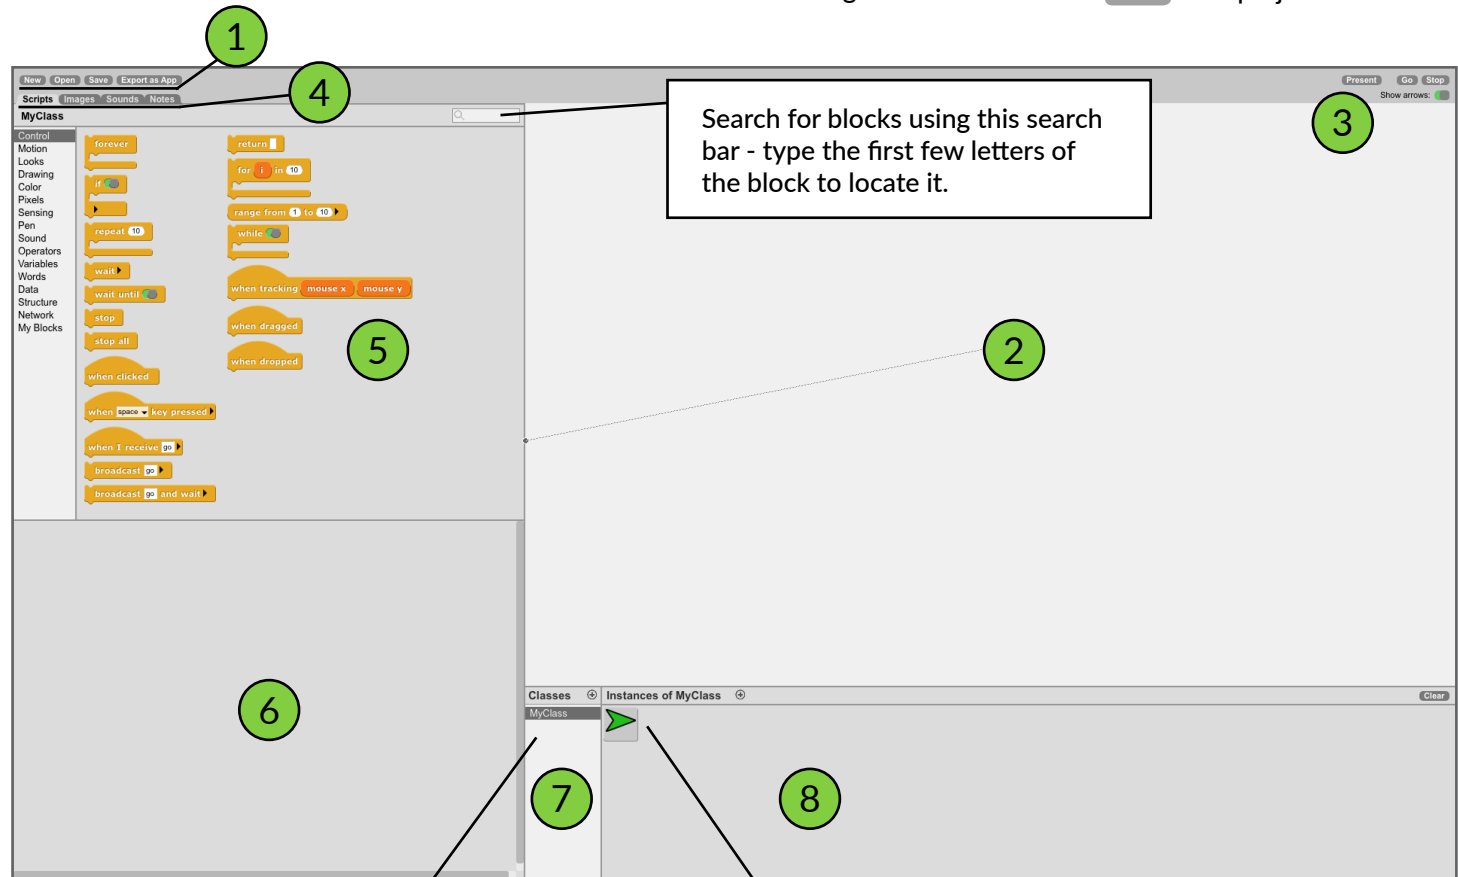 1
New Open Save Export as App
Present Go Stop
4
Scripts Images Sounds Notes
Show arrows:
MyClass
Search for blocks using this search
bar - type the first few letters of
the block to locate it.
3
Control
Motion
Looks
Drawing
Color
Pixels
Sensing
Pen
Sound
Operators
Variables
Words
Data
Structure
Network
My Blocks
forever
if
repeat 10
wait
wait until
stop
stop all
when clicked
when space key pressed
when I receive go
broadcast go
broadcast go and wait
return
for i in 10
range from 1 to 10
while
when tracking mouse x mouse y
when dragged
when dropped
5
2
6
Classes
MyClass
7
Instances of MyClass
Clear
8